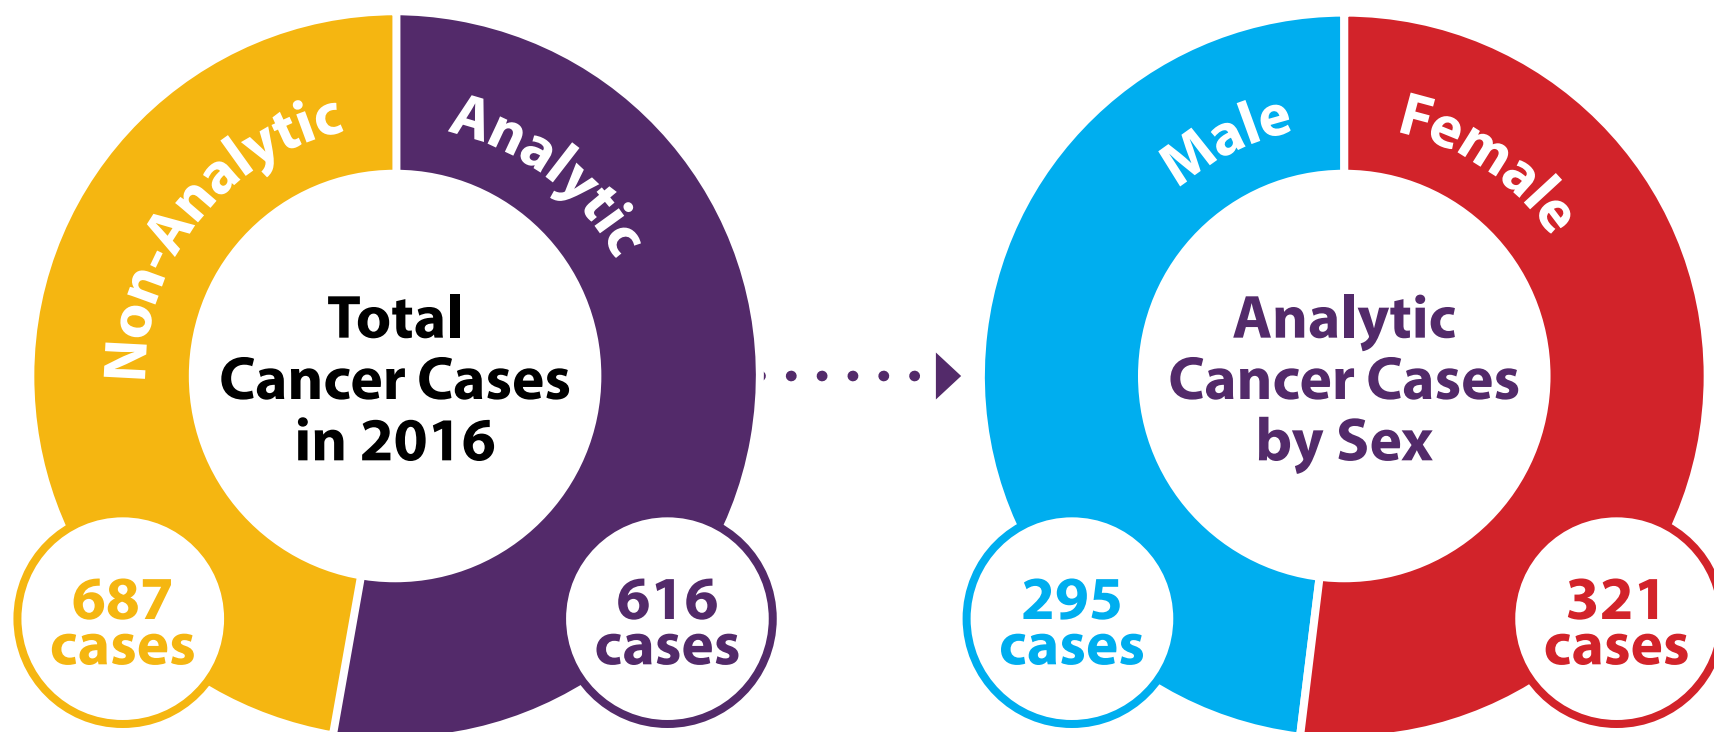 Non-Analytic
Analytic
Total
Cancer Cases
in 2016
687
cases
616
cases
Male
Female
Analytic
Cancer Cases
by Sex
295
cases
321
cases